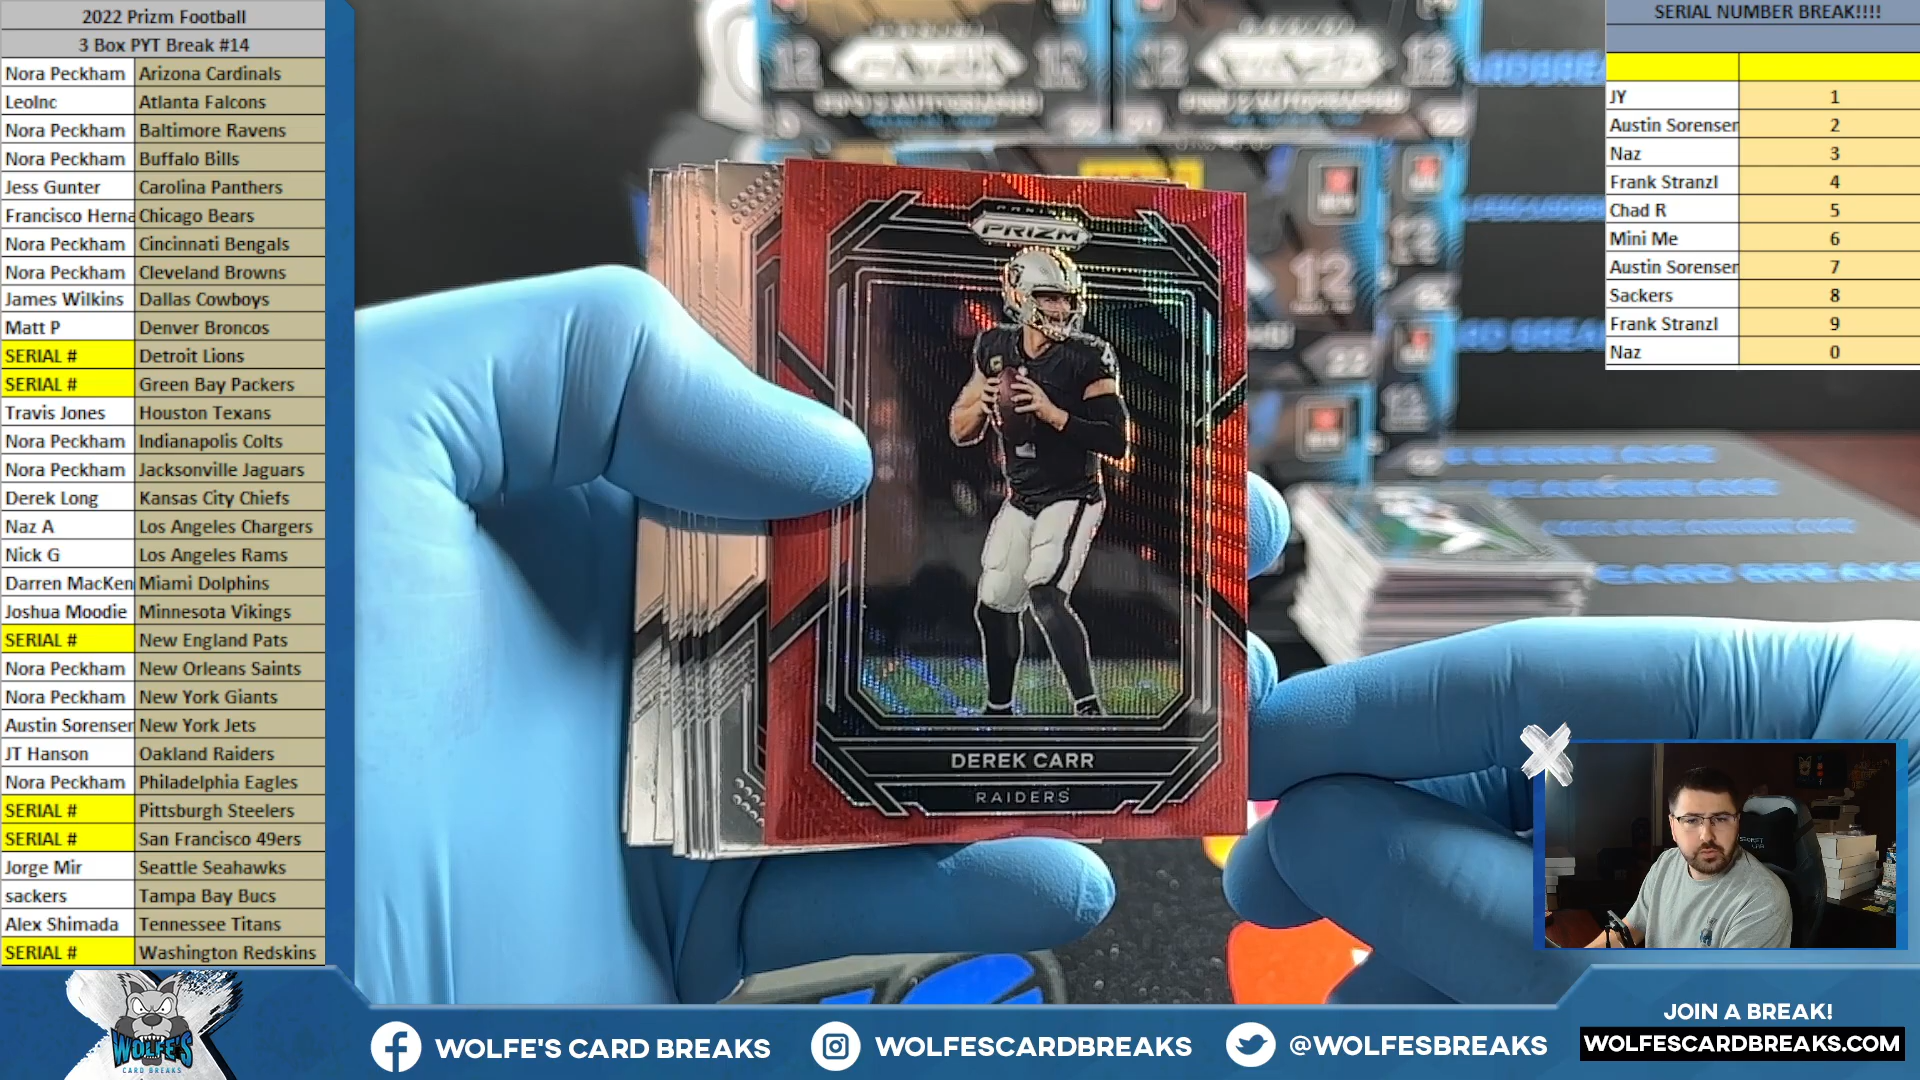 2022 Prizm Football
3 Box PYT Break #14
Nora Peckham Arizona Cardinals
LeoInc Atlanta Falcons
Nora Peckham Baltimore Ravens
Nora Peckham Buffalo Bills
Jess Gunter Carolina Panthers
Francisco Herna Chicago Bears
Nora Peckham Cincinnati Bengals
Nora Peckham Cleveland Browns
James Wilkins Dallas Cowboys
Matt P Denver Broncos
SERIAL # Detroit Lions
SERIAL # Green Bay Packers
Travis Jones Houston Texans
Nora Peckham Indianapolis Colts
Nora Peckham Jacksonville Jaguars
Derek Long Kansas City Chiefs
Naz A Los Angeles Chargers
Nick G Los Angeles Rams
Darren MacKen Miami Dolphins
Joshua Moodie Minnesota Vikings
SERIAL # New England Pats
Nora Peckham New Orleans Saints
Nora Peckham New York Giants
Austin Sorenser New York Jets
JT Hanson Oakland Raiders
Nora Peckham Philadelphia Eagles
SERIAL # Pittsburgh Steelers
SERIAL # San Francisco 49ers
Jorge Mir Seattle Seahawks
sackers Tampa Bay Bucs
Alex Shimada Tennessee Titans
SERIAL # Washington Redskins
PANINI
PRIZM
DEREK CARR
RAIDERS
12
12
12
12
12
SERIAL NUMBER BREAK!!!!
JY 1
Austin Sorenser 2
Naz 3
Frank Stranzl 4
Chad R 5
Mini Me 6
Austin Sorenser 7
Sackers 8
Frank Stranzl 9
Naz 0
WOLFE'S
CARD BREAKS
WOLFE'S CARD BREAKS
WOLFESCARDBREAKS
@WOLFESBREAKS
JOIN A BREAK!
WOLFESCARDBREAKS.COM